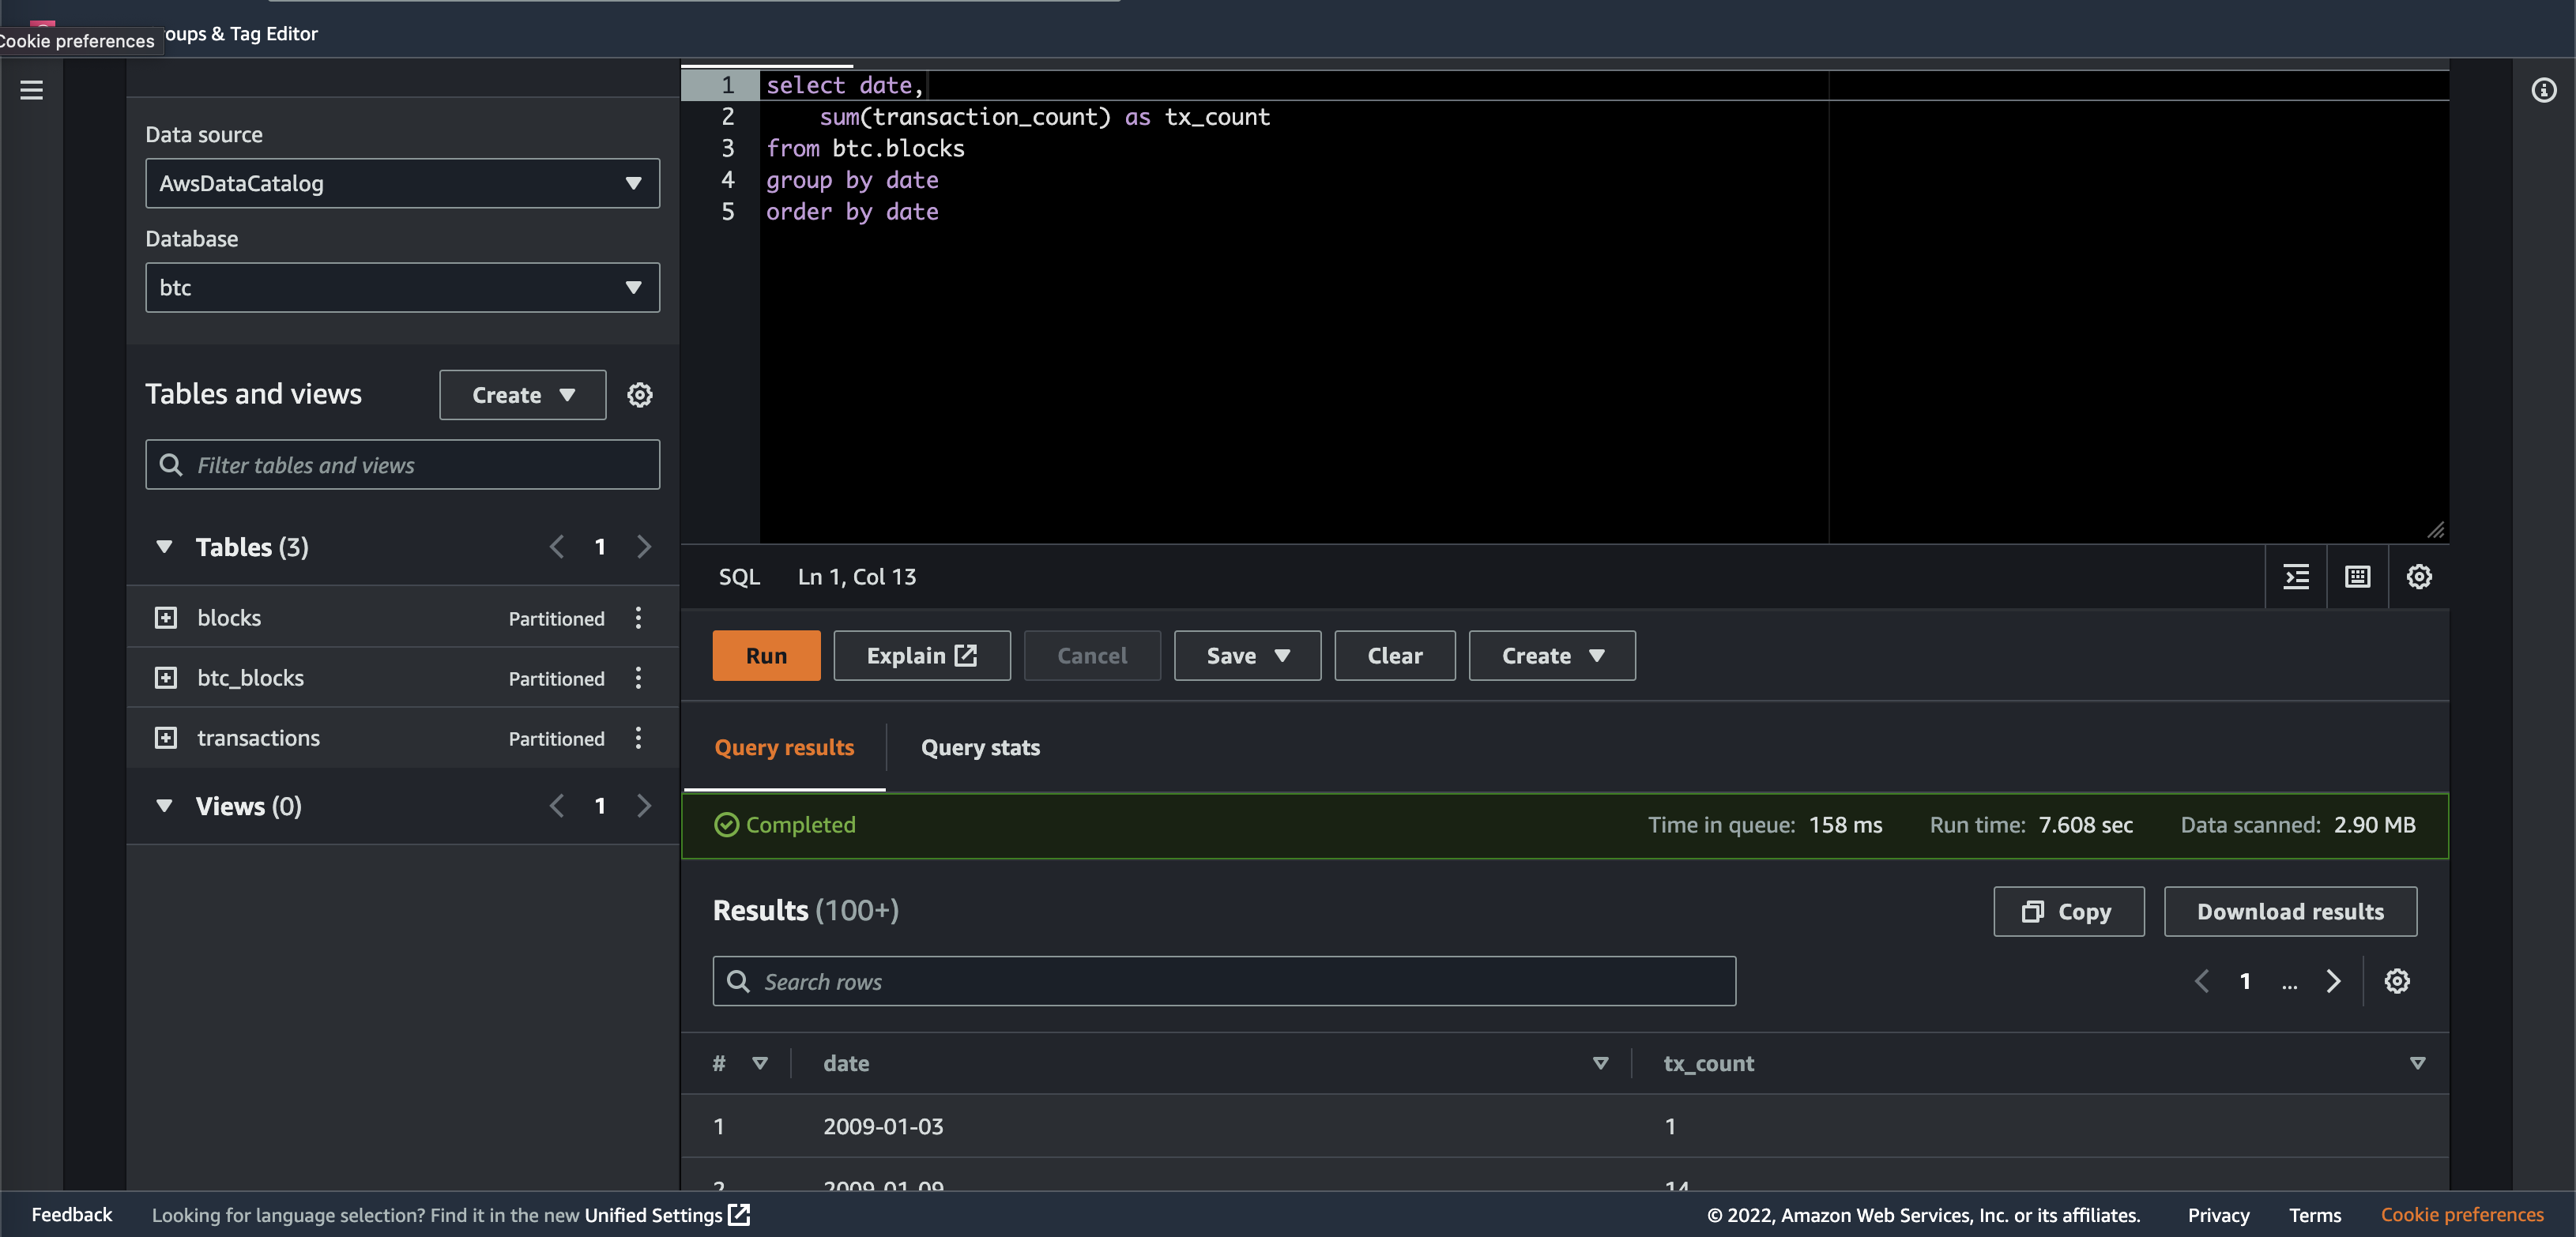 Cookie preferences
oups & Tag Editor
Data source
AwsDataCatalog
Database
btc
Tables and views
Create
Filter tables and views
Tables (3)
1
blocks
Partitioned
btc_blocks
Partitioned
transactions
Partitioned
Views (0)
1
1 select date,
2 sum(transaction_count) as tx_count
3 from btc.blocks
4 group by date
5 order by date
SQL Ln 1, Col 13
Run Explain Cancel Save Clear Create
Query results Query stats
Completed Time in queue: 158 ms Run time: 7.608 sec Data scanned: 2.90 MB
Results (100+) Copy Download results
Search rows 1 ...
# date tx_count
1 2009-01-03 1
2 2009-01-09 14
Feedback Looking for language selection? Find it in the new Unified Settings © 2022, Amazon Web Services, Inc. or its affiliates. Privacy Terms Cookie preferences